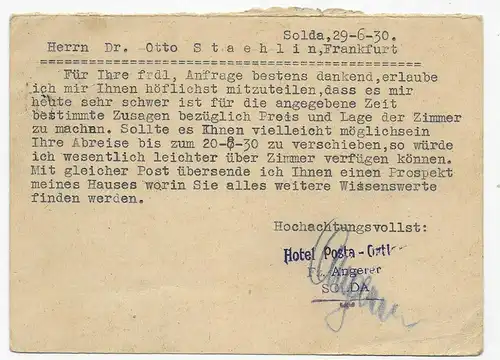 Solda,29-6-30.
Herrn Dr. Otto S t a e h l i n,Frankfurt
================================================
Für Ihre frdl, Anfrage bestens dankend,erlaube
ich mir Ihnen höflichst mitzuteilen,dass es mir
heute sehr schwer ist für die angegebene Zeit
bestimmte Zusagen bezüglich Preis und Lage der Zimmer
zu machan. Sollte es Ihnen vielleicht möglichsein
Ihre Abreise bis zum 20-8-30 zu verschieben,so würde
ich wesentlich leichter über Zimmer verfügen können.
Mit gleicher Post übersende ich Ihnen einen Prospekt
meines Hauses worin Sie alles weitere Wissenswerte
finden werden.
Hochachtungsvollst:
Hotel Posta-
Fr. Angerer
SOLDA